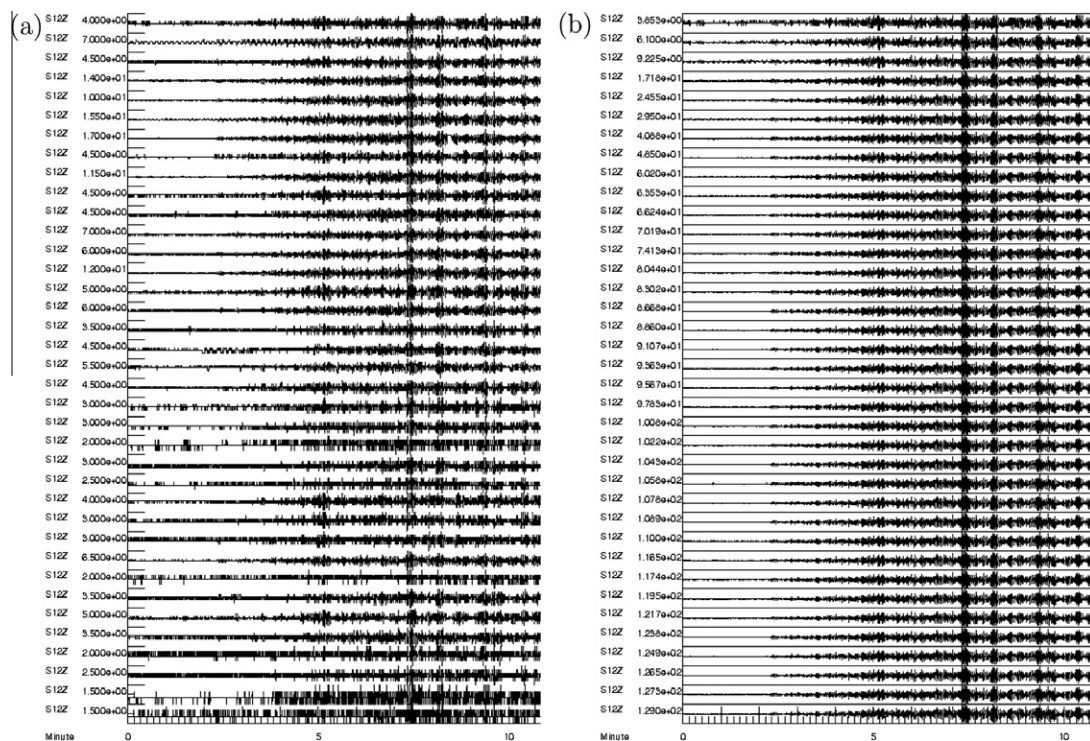 (a)
S12Z 4.000e+00
S12Z 7.000e+00
S12Z 4.500e+00
S12Z 1.400e+01
S12Z 1.000e+01
S12Z 1.550e+01
S12Z 1.700e+01
S12Z 4.500e+00
S12Z 1.150e+01
S12Z 4.500e+00
S12Z 4.500e+00
S12Z 7.000e+00
S12Z 6.000e+00
S12Z 1.200e+01
S12Z 5.000e+00
S12Z 6.000e+00
S12Z 3.500e+00
S12Z 4.500e+00
S12Z 5.500e+00
S12Z 4.500e+00
S12Z 3.000e+00
S12Z 3.000e+00
S12Z 2.000e+00
S12Z 3.000e+00
S12Z 2.500e+00
S12Z 4.000e+00
S12Z 3.000e+00
S12Z 3.000e+00
S12Z 6.500e+00
S12Z 2.000e+00
S12Z 3.500e+00
S12Z 5.000e+00
S12Z 3.500e+00
S12Z 2.000e+00
S12Z 2.500e+00
S12Z 1.500e+00
S12Z 1.500e+00
Minute 0 5 10
(b)
S12Z 3.853e+00
S12Z 6.100e+00
S12Z 9.225e+00
S12Z 1.718e+01
S12Z 2.455e+01
S12Z 2.950e+01
S12Z 4.088e+01
S12Z 4.850e+01
S12Z 6.020e+01
S12Z 6.353e+01
S12Z 6.624e+01
S12Z 7.019e+01
S12Z 7.413e+01
S12Z 8.044e+01
S12Z 8.302e+01
S12Z 8.668e+01
S12Z 8.860e+01
S12Z 9.107e+01
S12Z 9.363e+01
S12Z 9.587e+01
S12Z 9.783e+01
S12Z 1.008e+02
S12Z 1.022e+02
S12Z 1.043e+02
S12Z 1.058e+02
S12Z 1.078e+02
S12Z 1.089e+02
S12Z 1.100e+02
S12Z 1.165e+02
S12Z 1.174e+02
S12Z 1.195e+02
S12Z 1.217e+02
S12Z 1.238e+02
S12Z 1.249e+02
S12Z 1.265e+02
S12Z 1.273e+02
S12Z 1.290e+02
Minute 0 5 10